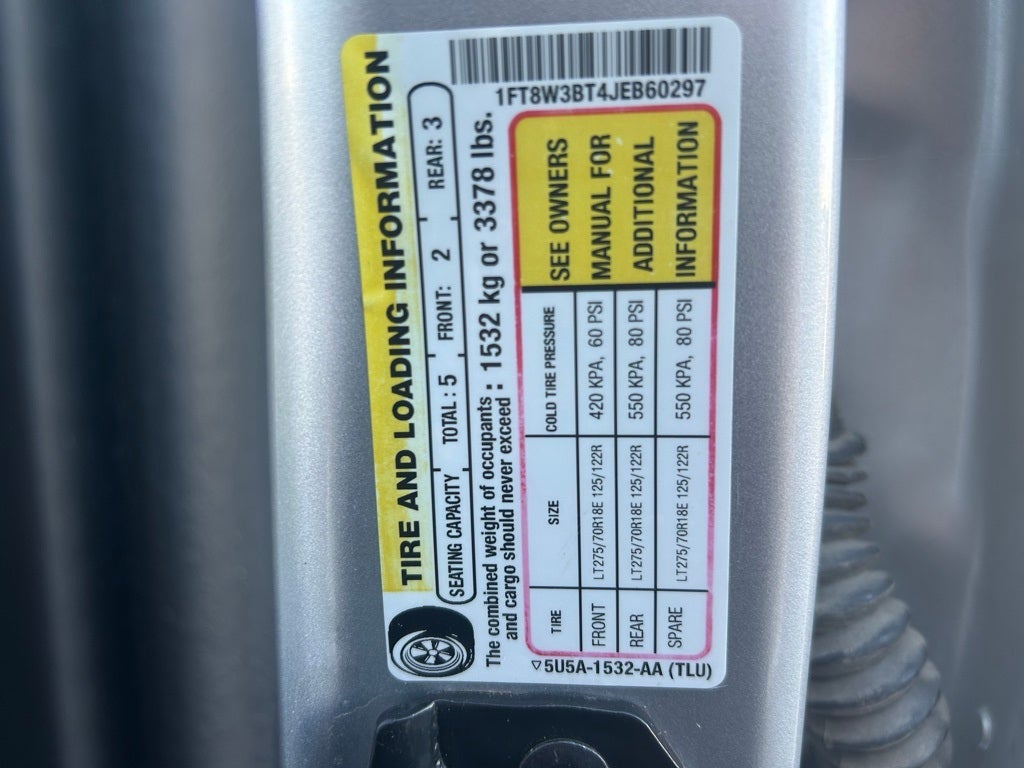 TIRE AND LOADING INFORMATION
SEATING CAPACITY TOTAL : 5 FRONT: 2 REAR: 3
The combined weight of occupants
and cargo should never exceed : 1532 kg or 3378 lbs.
1FT8W3BT4JEB60297
TIRE SIZE COLD TIRE PRESSURE
FRONT LT275/70R18E 125/122R 420 KPA, 60 PSI
REAR LT275/70R18E 125/122R 550 KPA, 80 PSI
SPARE LT275/70R18E 125/122R 550 KPA, 80 PSI
SEE OWNERS
MANUAL FOR
ADDITIONAL
INFORMATION
▽5U5A-1532-AA (TLU)